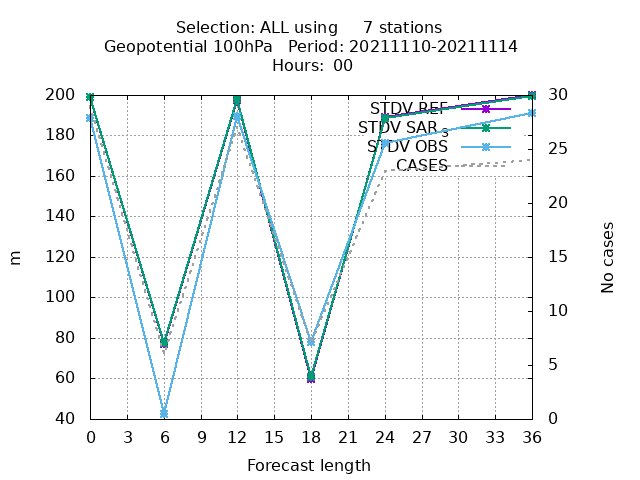 Selection: ALL using 7 stations
Geopotential 100hPa Period: 20211110-20211114
Hours: 00
200
180
160
140
120
100
80
60
40
30
25
20
15
10
5
0
STDV REF
STDV SAR
STDV OBS
CASES
m
No cases
0 3 6 9 12 15 18 21 24 27 30 33 36
Forecast length